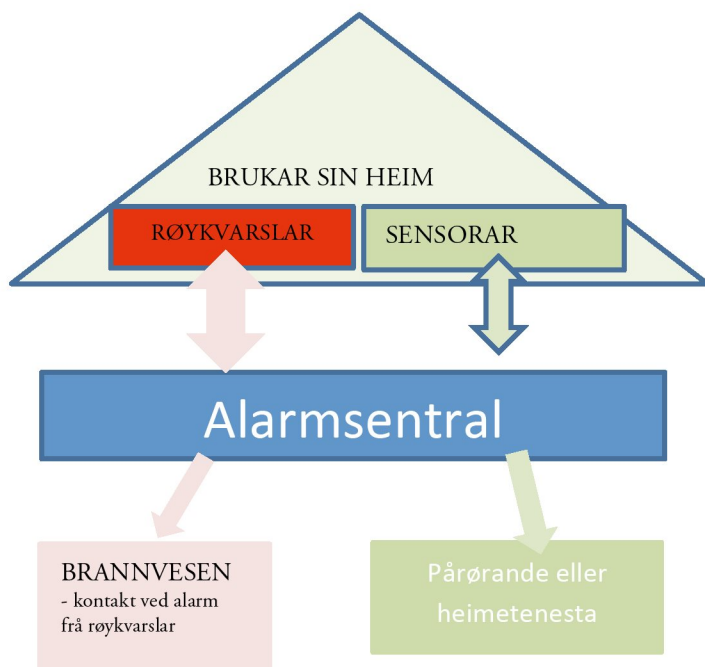 BRUKAR SIN HEIM
RØYKVARSLAR
SENSORAR
Alarmsentral
BRANNVESEN
- kontakt ved alarm
frå røykvarslar
Pårørande eller
heimetenesta